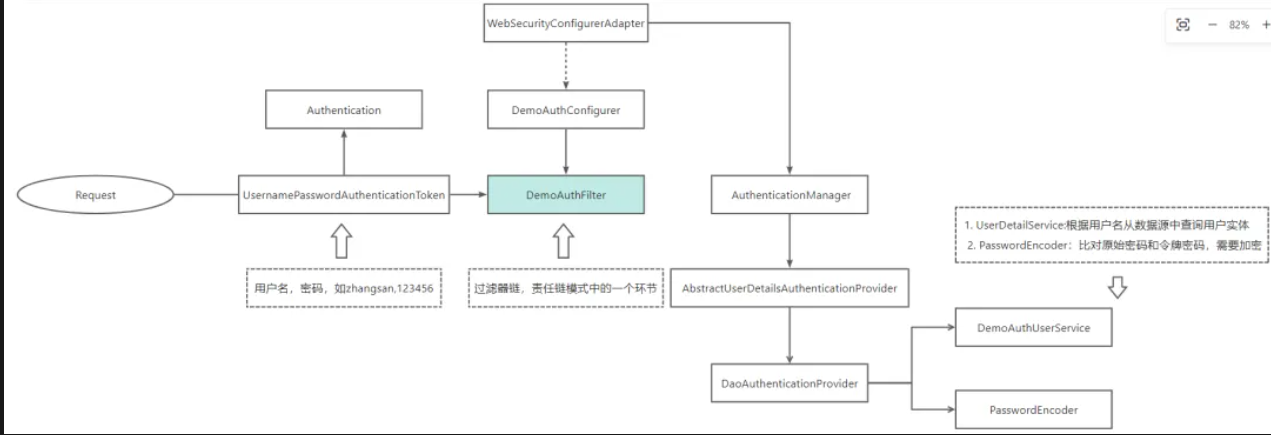 WebSecurityConfigurerAdapter
82%
Authentication
DemoAuthConfigurer
Request
UsernamePasswordAuthenticationToken
DemoAuthFilter
AuthenticationManager
1. UserDetailService:根据用户名从数据源中查询用户实体
2. PasswordEncoder：比对原始密码和令牌密码，需要加密
用户名，密码，如zhangsan,123456
过滤器链，责任链模式中的一个环节
AbstractUserDetailsAuthenticationProvider
DemoAuthUserService
DaoAuthenticationProvider
PasswordEncoder